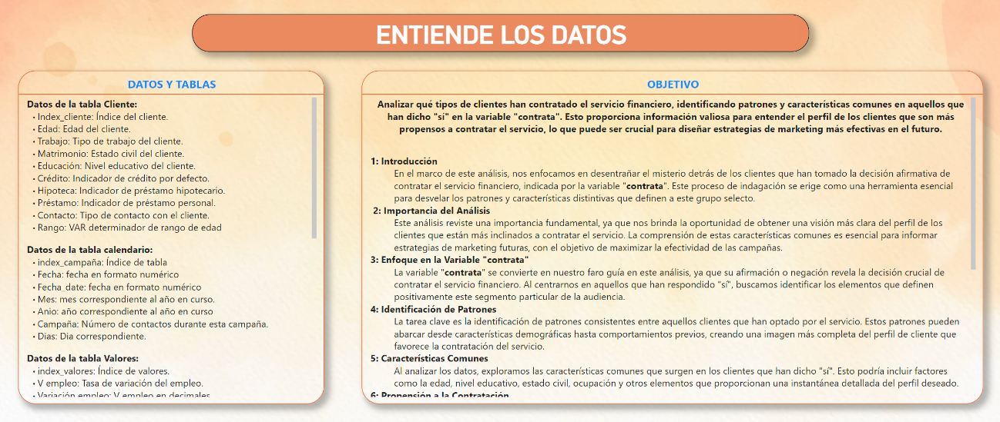 ENTIENDE LOS DATOS
DATOS Y TABLAS
Datos de la tabla Cliente:
• Index_cliente: Índice del cliente.
• Edad: Edad del cliente.
• Trabajo: Tipo de trabajo del cliente.
• Matrimonio: Estado civil del cliente.
• Educación: Nivel educativo del cliente.
• Crédito: Indicador de crédito por defecto.
• Hipoteca: Indicador de préstamo hipotecario.
• Préstamo: Indicador de préstamo personal.
• Contacto: Tipo de contacto con el cliente.
• Rango: VAR determinador de rango de edad
Datos de la tabla calendario:
• index_campaña: Índice de tabla
• Fecha: fecha en formato numérico
• Fecha_date: fecha en formato numérico
• Mes: mes correspondiente al año en curso.
• Anio: año correspondiente al año en curso
• Campaña: Número de contactos durante esta campaña.
• Dias: Dia correspondiente.
Datos de la tabla Valores:
• index_valores: Índice de valores.
• V empleo: Tasa de variación del empleo.
• Variación empleo: V empleo en decimales
OBJETIVO
Analizar qué tipos de clientes han contratado el servicio financiero, identificando patrones y características comunes en aquellos que
han dicho "sí" en la variable "contrata". Esto proporciona información valiosa para entender el perfil de los clientes que son más
propensos a contratar el servicio, lo que puede ser crucial para diseñar estrategias de marketing más efectivas en el futuro.
1: Introducción
En el marco de este análisis, nos enfocamos en desentrañar el misterio detrás de los clientes que han tomado la decisión afirmativa de
contratar el servicio financiero, indicada por la variable "contrata". Este proceso de indagación se erige como una herramienta esencial
para desvelar los patrones y características distintivas que definen a este grupo selecto.
2: Importancia del Análisis
Este análisis reviste una importancia fundamental, ya que nos brinda la oportunidad de obtener una visión más clara del perfil de los
clientes que están más inclinados a contratar el servicio. La comprensión de estas características comunes es esencial para informar
estrategias de marketing futuras, con el objetivo de maximizar la efectividad de las campañas.
3: Enfoque en la Variable "contrata"
La variable "contrata" se convierte en nuestro faro guía en este análisis, ya que su afirmación o negación revela la decisión crucial de
contratar el servicio financiero. Al centrarnos en aquellos que han respondido "sí", buscamos identificar los elementos que definen
positivamente este segmento particular de la audiencia.
4: Identificación de Patrones
La tarea clave es la identificación de patrones consistentes entre aquellos clientes que han optado por el servicio. Estos patrones pueden
abarcar desde características demográficas hasta comportamientos previos, creando una imagen más completa del perfil de cliente que
favorece la contratación del servicio.
5: Características Comunes
Al analizar los datos, exploramos las características comunes que surgen en los clientes que han dicho "sí". Esto podría incluir factores
como la edad, nivel educativo, estado civil, ocupación y otros elementos que proporcionan una instantánea detallada del perfil deseado.
6: Propensión a la Contratación